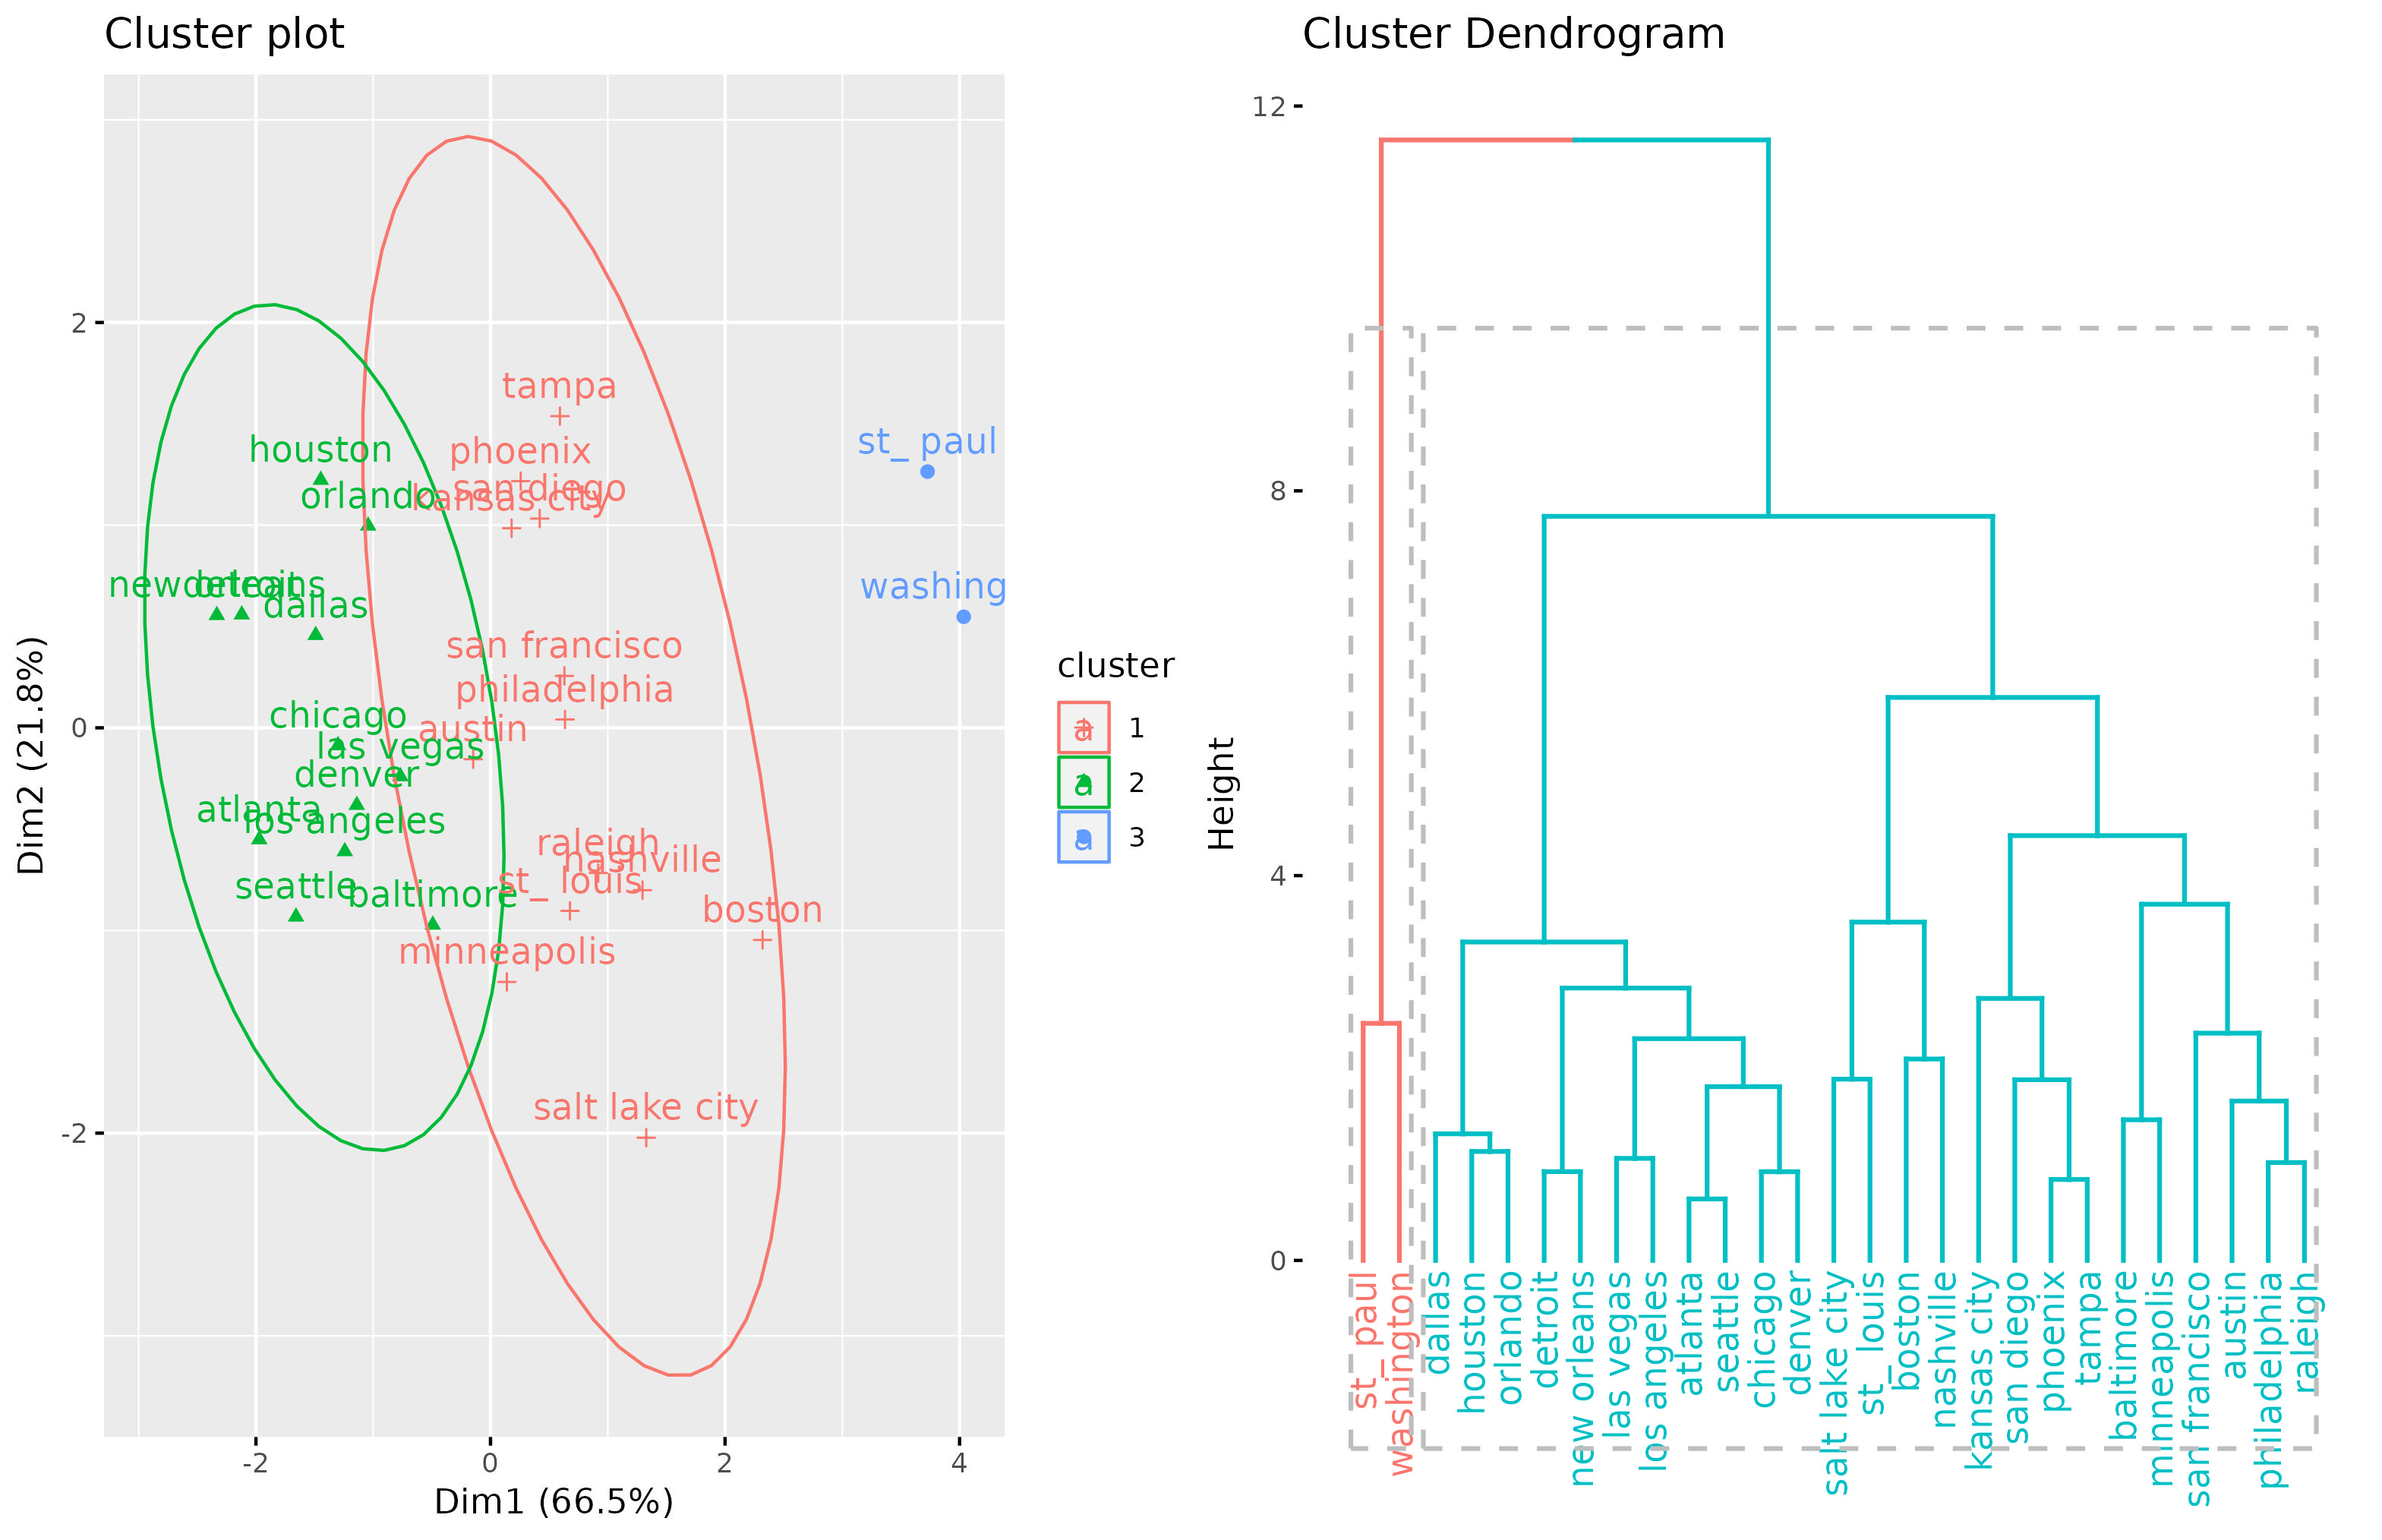 Cluster plot
Dim2 (21.8%)
2
0
-2
tampa
st_ paul
houston
phoenix
san diego
orlando
kansas city
new orleans
detroit
washing
dallas
san francisco
philadelphia
chicago
austin
las vegas
denver
atlanta
los angeles
raleigh
nashville
st_ louis
seattle
baltimore
boston
minneapolis
salt lake city
-2
0
2
4
Dim1 (66.5%)
cluster
a 1
a 2
a 3
Cluster Dendrogram
Height
12
8
4
0
st_ paul
washington
dallas
houston
orlando
detroit
new orleans
las vegas
los angeles
atlanta
seattle
chicago
denver
salt lake city
st_ louis
boston
nashville
kansas city
san diego
phoenix
tampa
baltimore
minneapolis
san francisco
austin
philadelphia
raleigh